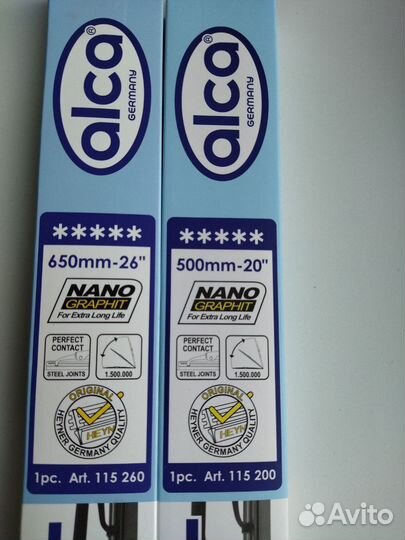 alca®
GERMANY
*****
650mm-26"
NANO
GRAPHIT
For Extra Long Life
PERFECT
CONTACT
STEEL JOINTS
1.500.000
ORIGINAL
HEYN
HEYNER GERMANY QUALITY
1pc. Art. 115 260
alca®
GERMANY
*****
500mm-20"
NANO
GRAPHIT
For Extra Long Life
PERFECT
CONTACT
STEEL JOINTS
1.500.000
ORIGINAL
HEYN
HEYNER GERMANY QUALITY
1pc. Art. 115 200
Avito